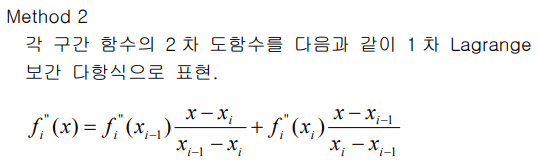 Method 2
각 구간 함수의 2차 도함수를 다음과 같이 1차 Lagrange
보간 다항식으로 표현.
f_i''(x) = f_i''(x_{i-1}) \frac{x - x_i}{x_{i-1} - x_i} + f_i''(x_i) \frac{x - x_{i-1}}{x_i - x_{i-1}}